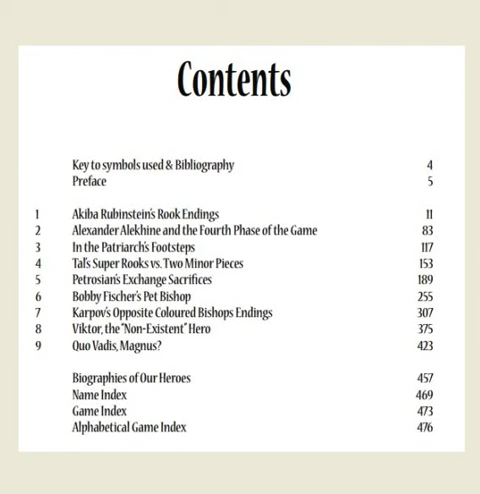 Contents
Key to symbols used & Bibliography 4
Preface 5
1 Akiba Rubinstein's Rook Endings 11
2 Alexander Alekhine and the Fourth Phase of the Game 83
3 In the Patriarch's Footsteps 117
4 Tal's Super Rooks vs. Two Minor Pieces 153
5 Petrosian's Exchange Sacrifices 189
6 Bobby Fischer's Pet Bishop 255
7 Karpov's Opposite Coloured Bishops Endings 307
8 Viktor, the "Non-Existent" Hero 375
9 Quo Vadis, Magnus? 423
Biographies of Our Heroes 457
Name Index 469
Game Index 473
Alphabetical Game Index 476